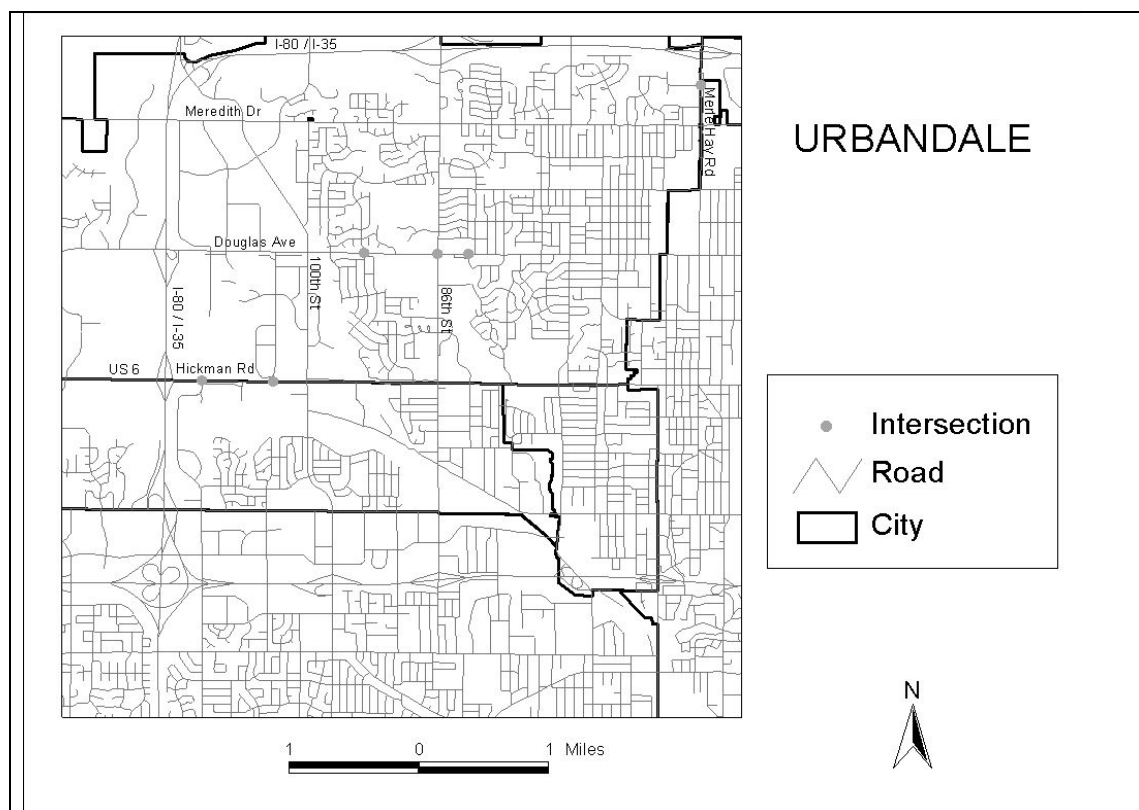 I-80 / I-35
Meredith Dr
Merle Hay Rd
URBANDALE
Douglas Ave
100th St
86th St
I-80 / I-35
US 6
Hickman Rd
Intersection
Road
City
N
1 0 1 Miles